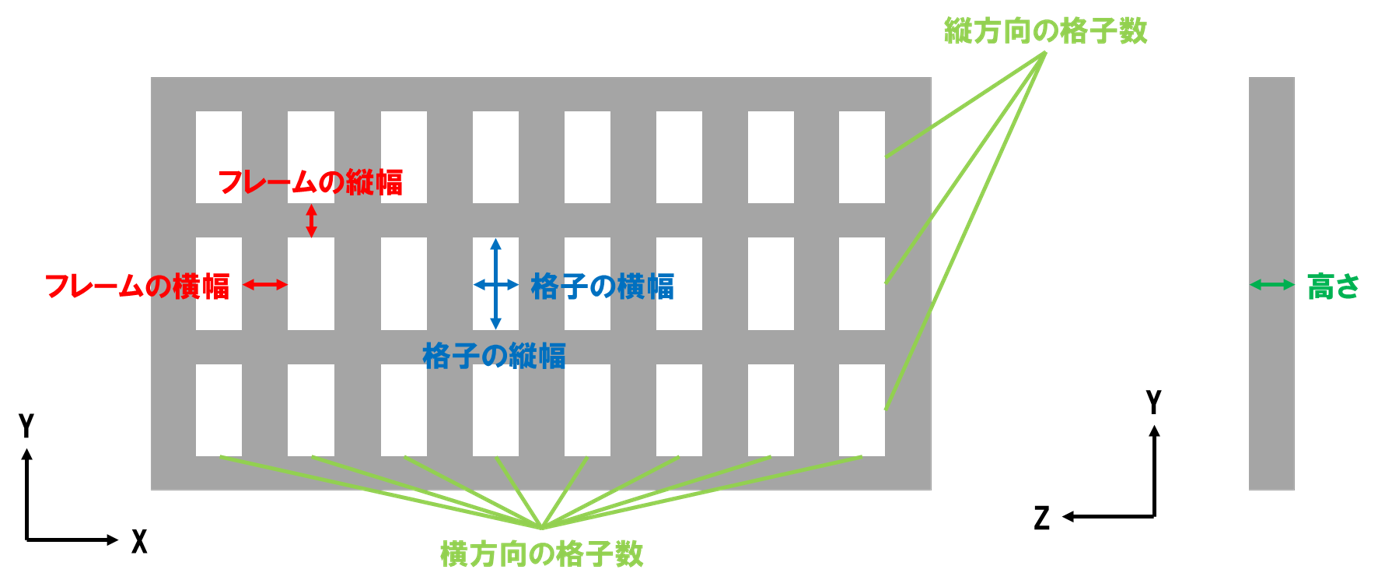 縦方向の格子数
フレームの縦幅
フレームの横幅
格子の横幅
高さ
格子の縦幅
Y
X
Y
Z
横方向の格子数